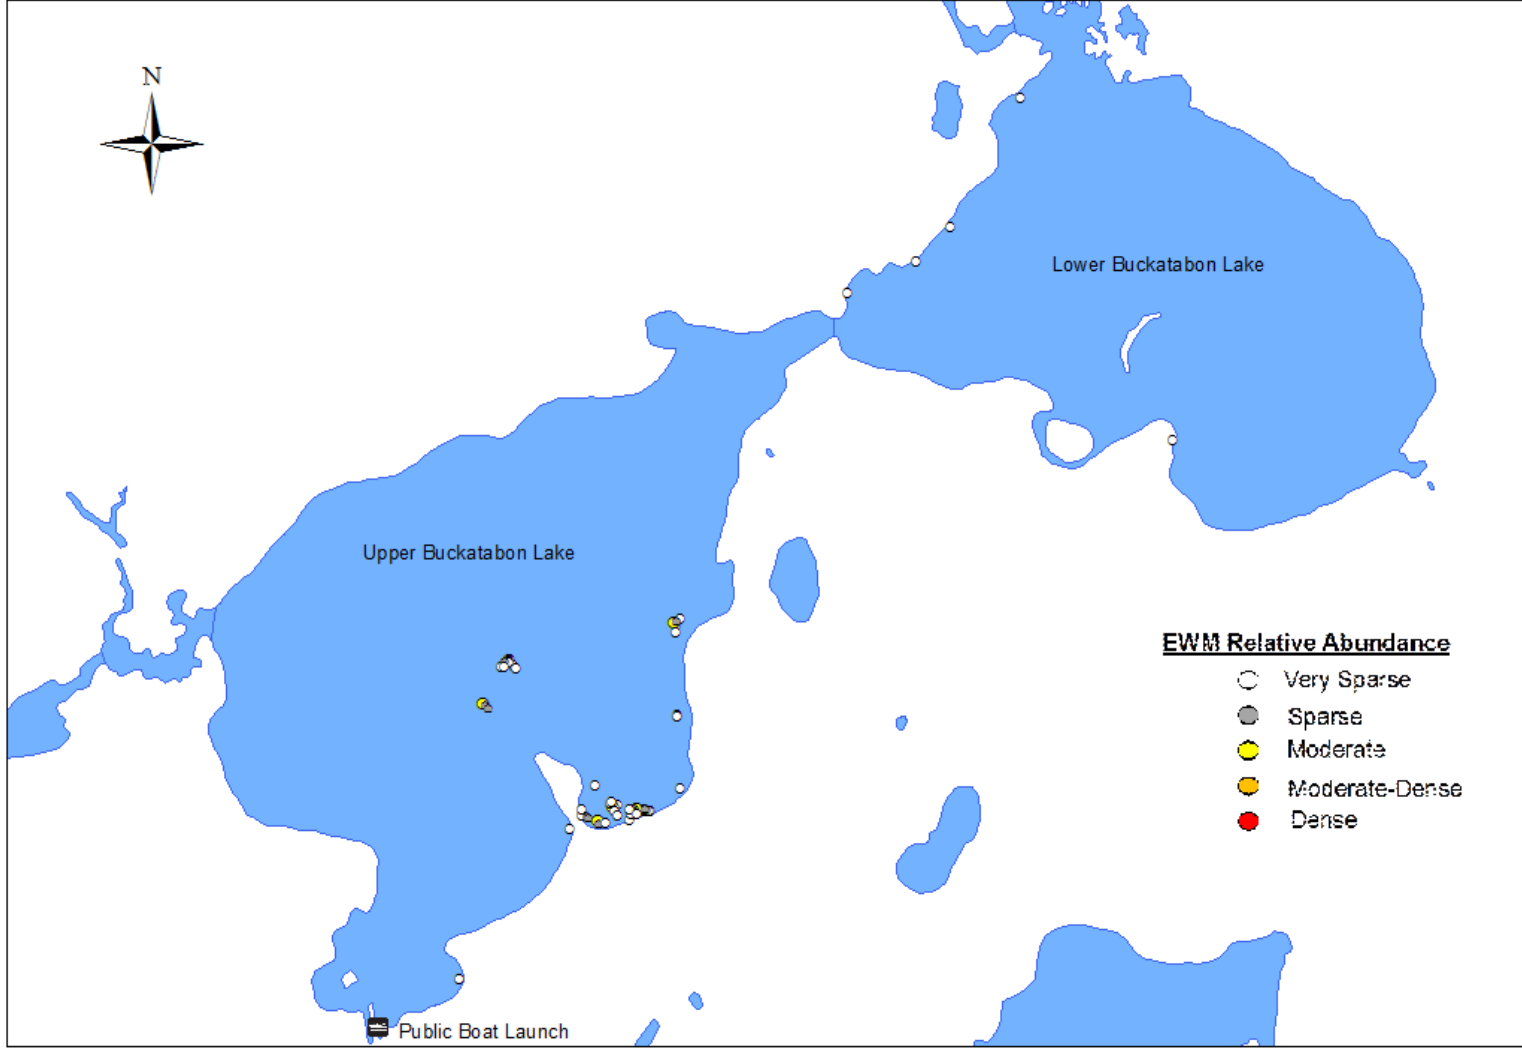 N
Lower Buckatabon Lake
Upper Buckatabon Lake
EWM Relative Abundance
Very Sparse
Sparse
Moderate
Moderate-Dense
Dense
Public Boat Launch